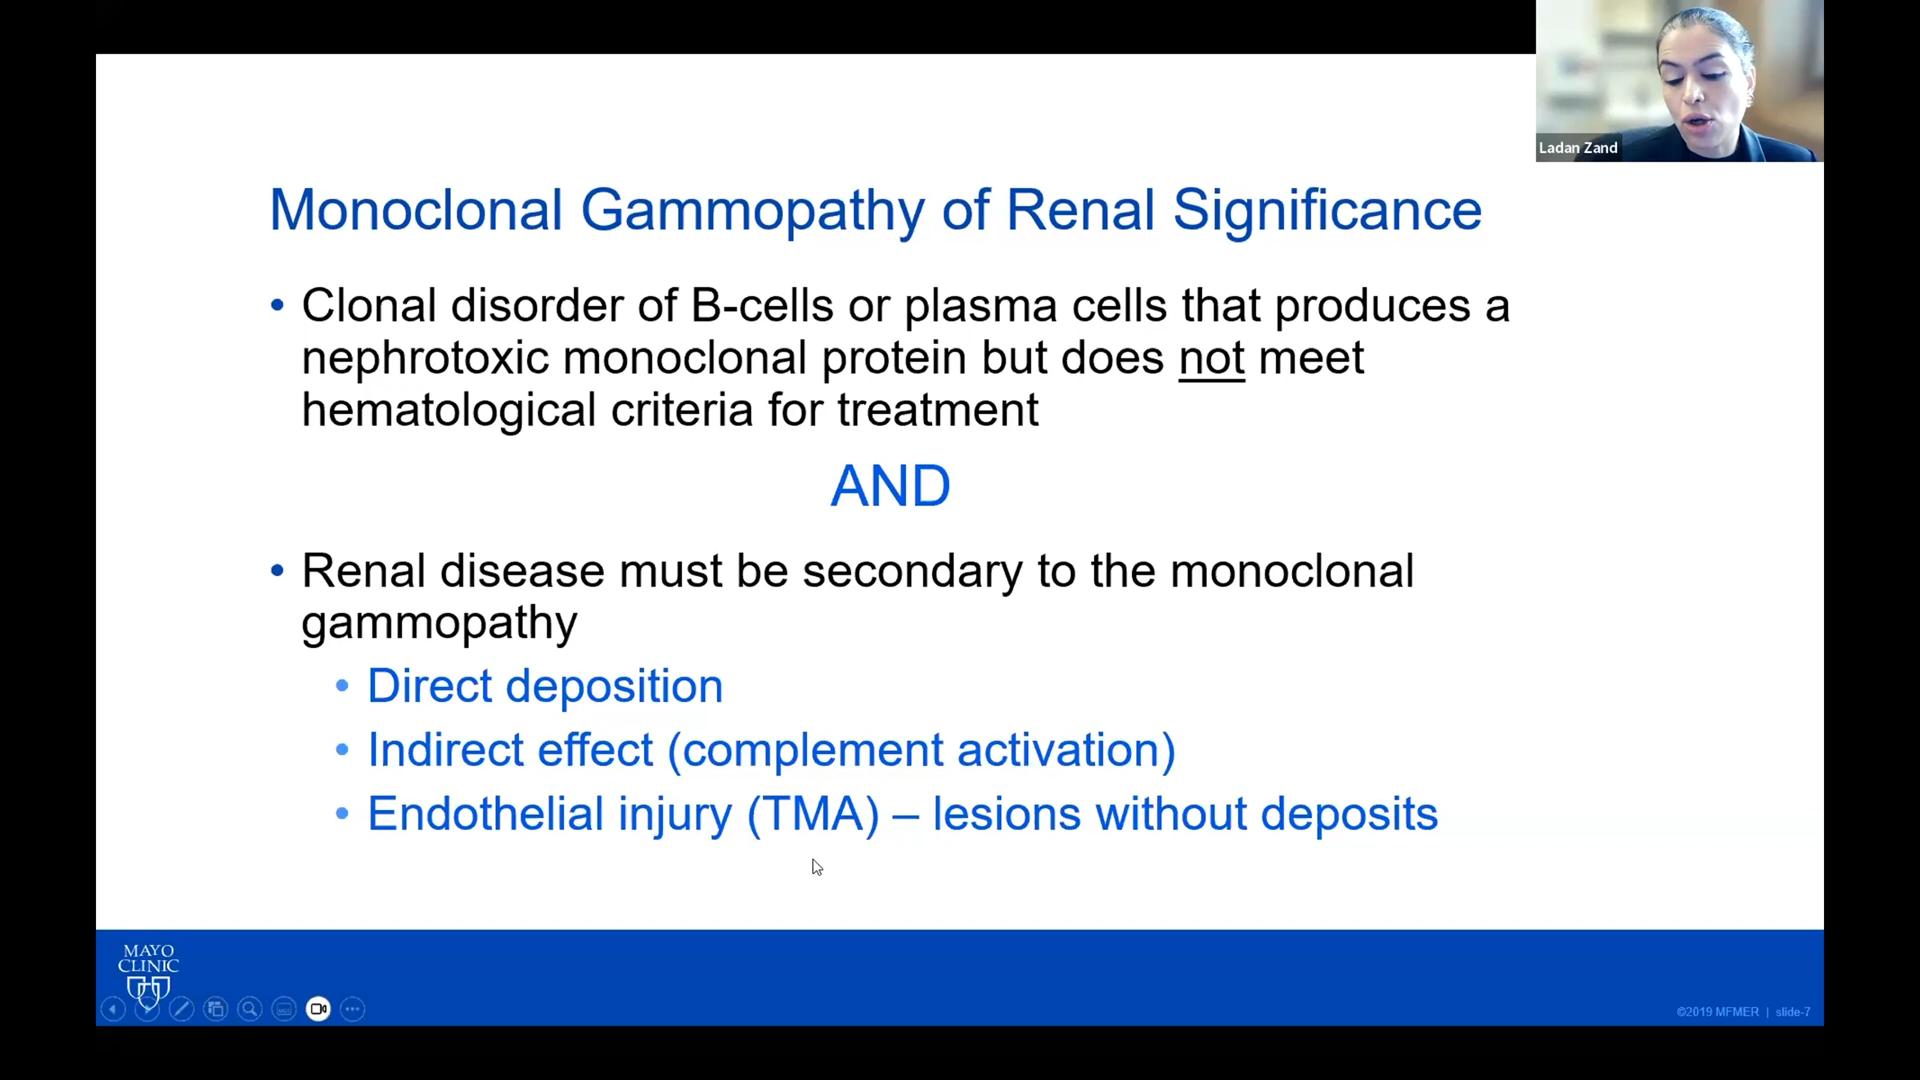 Ladan Zand
Monoclonal Gammopathy of Renal Significance
• Clonal disorder of B-cells or plasma cells that produces a
nephrotoxic monoclonal protein but does not meet
hematological criteria for treatment
AND
• Renal disease must be secondary to the monoclonal
gammopathy
• Direct deposition
• Indirect effect (complement activation)
• Endothelial injury (TMA) – lesions without deposits
MAYO
CLINIC
©2019 MFMER | slide-7